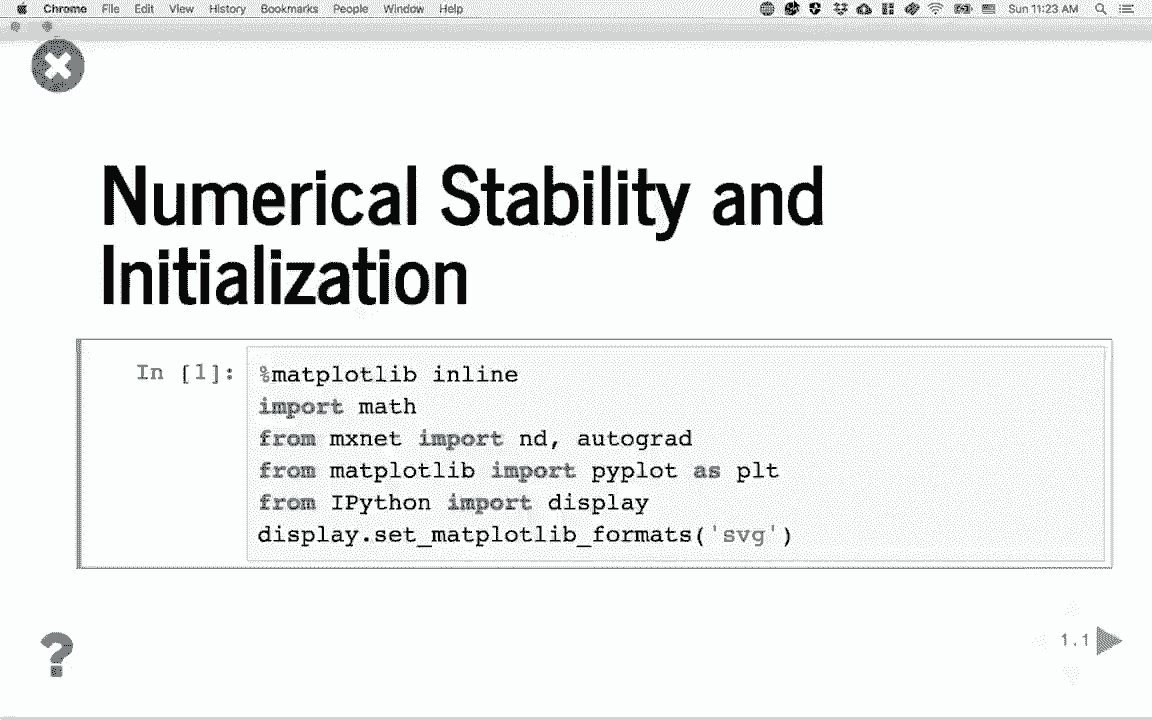 Chrome File Edit View History Bookmarks People Window Help Sun 11:23 AM
Numerical Stability and
Initialization
In [1]: %matplotlib inline
import math
from mxnet import nd, autograd
from matplotlib import pyplot as plt
from IPython import display
display.set_matplotlib_formats('svg')
?
1.1